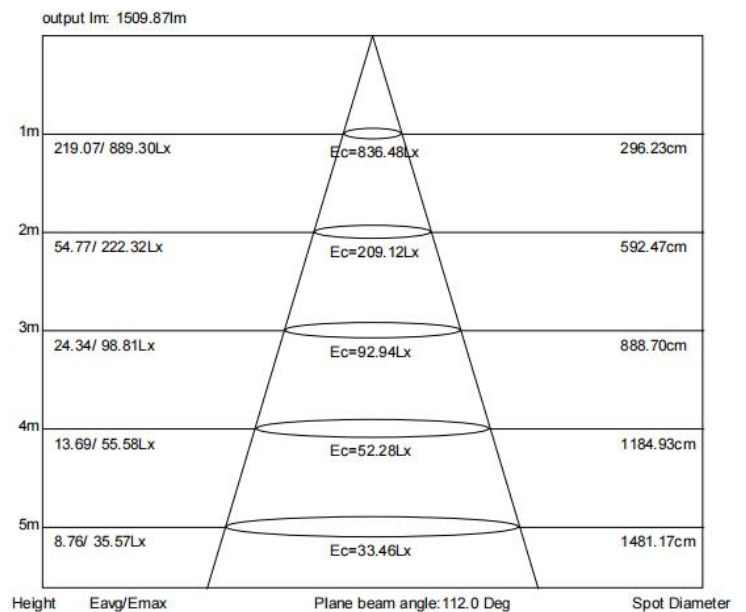 output lm: 1509.87lm
1m
219.07/ 889.30Lx
Ec=836.48Lx
296.23cm
2m
54.77/ 222.32Lx
Ec=209.12Lx
592.47cm
3m
24.34/ 98.81Lx
Ec=92.94Lx
888.70cm
4m
13.69/ 55.58Lx
Ec=52.28Lx
1184.93cm
5m
8.76/ 35.57Lx
Ec=33.46Lx
1481.17cm
Height Eavg/Emax Plane beam angle:112.0 Deg Spot Diameter